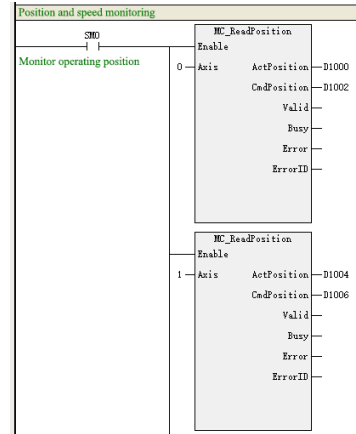 Position and speed monitoring
SM0
Monitor operating position
MC_ReadPosition
Enable
0 Axis ActPosition D1000
CmdPosition D1002
Valid
Busy
Error
ErrorID
MC_ReadPosition
Enable
1 Axis ActPosition D1004
CmdPosition D1006
Valid
Busy
Error
ErrorID